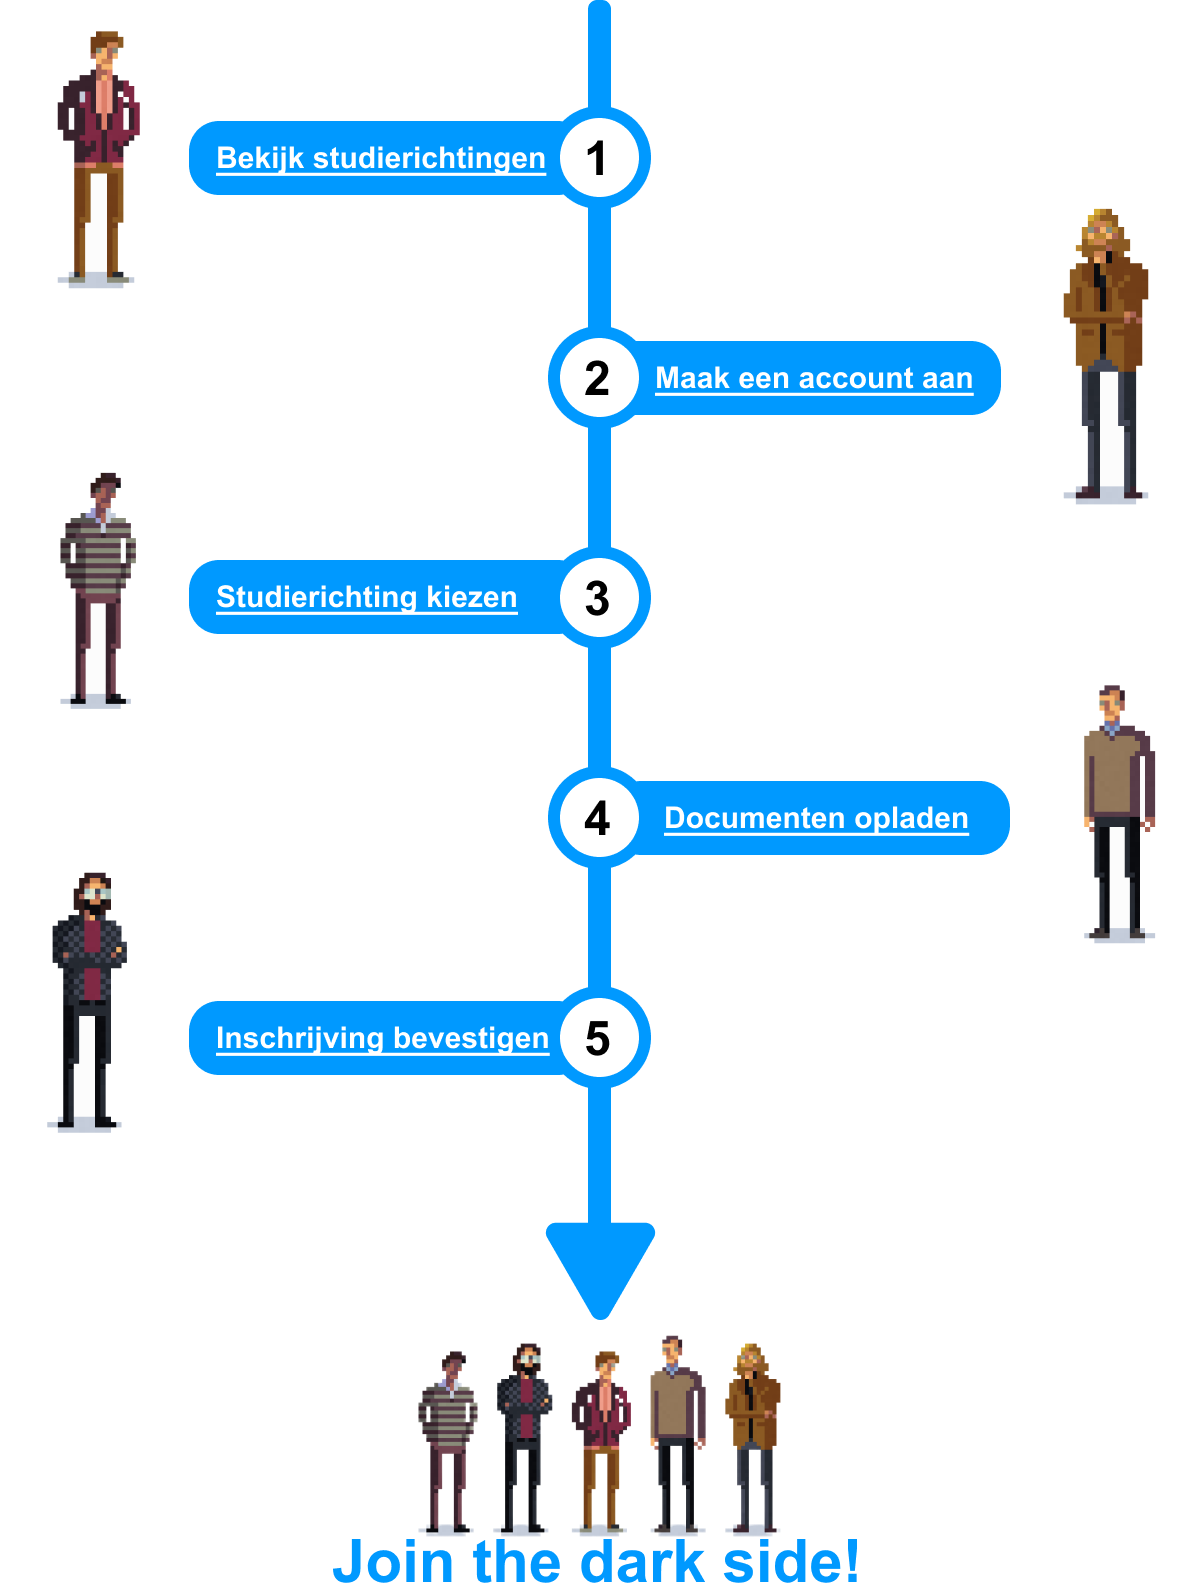 Bekijk studierichtingen
1
2
Maak een account aan
Studierichting kiezen
3
4
Documenten opladen
Inschrijving bevestigen
5
Join the dark side!